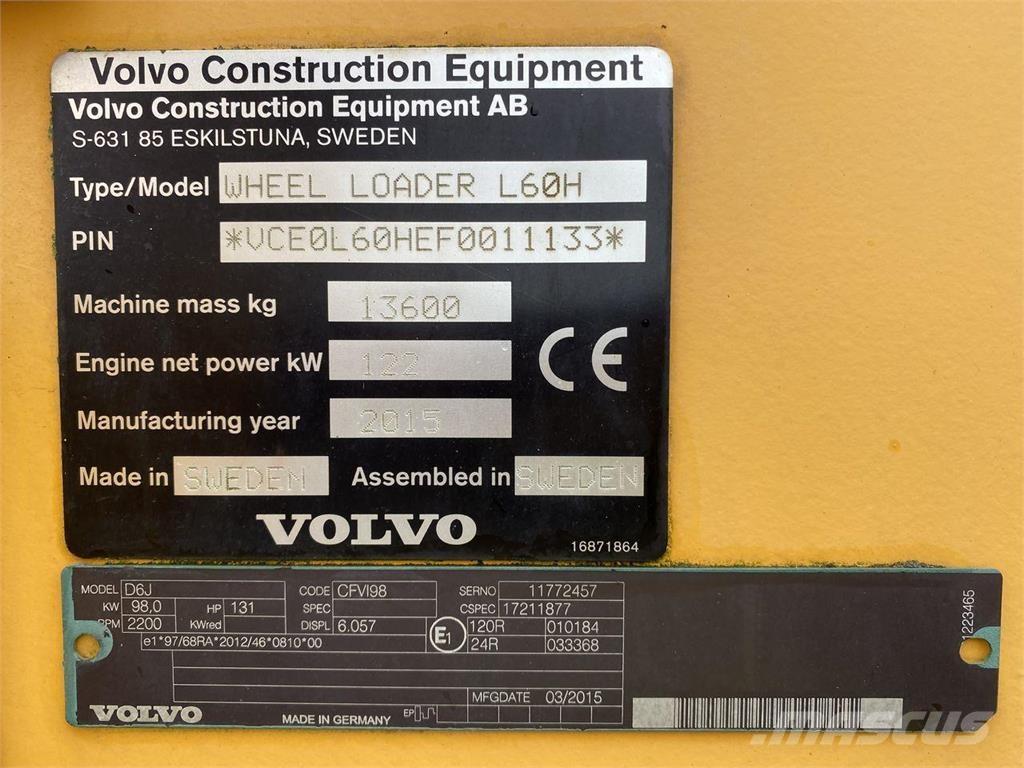 Volvo Construction Equipment
Volvo Construction Equipment AB
S-631 85 ESKILSTUNA, SWEDEN
Type/Model WHEEL LOADER L60H
PIN *VCE0L60HEF0011133*
Machine mass kg 13600
Engine net power kW 122
CE
Manufacturing year 2015
Made in SWEDEN Assembled in SWEDEN
VOLVO
16871864
MODEL D6J CODE CFVI98 SERNO 11772457
KW 98,0 HP 131 SPEC CSPEC 17211877
RPM 2200 KWred DISPL 6.057 E1 120R 010184
e1*97/68RA*2012/46*0810*00 24R 033368
1223465
MFGDATE 03/2015
VOLVO MADE IN GERMANY EP
MASCUS